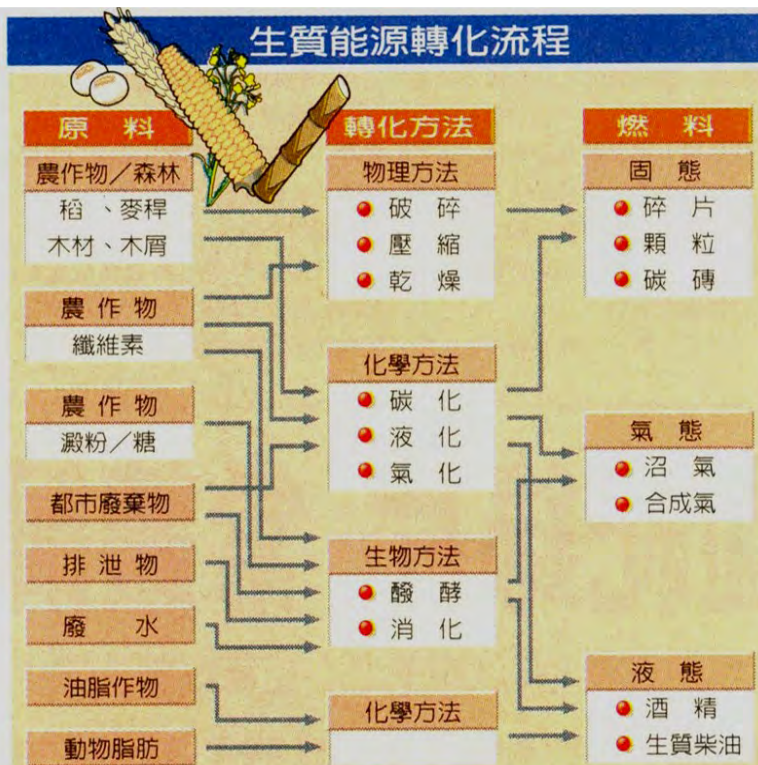 生質能源轉化流程
原料
農作物／森林
稻、麥稈
木材、木屑
農作物
纖維素
農作物
澱粉／糖
都市廢棄物
排泄物
廢水
油脂作物
動物脂肪
轉化方法
物理方法
破碎
壓縮
乾燥
化學方法
碳化
液化
氣化
生物方法
醱酵
消化
化學方法
燃料
固態
碎片
顆粒
碳磚
氣態
沼氣
合成氣
液態
酒精
生質柴油